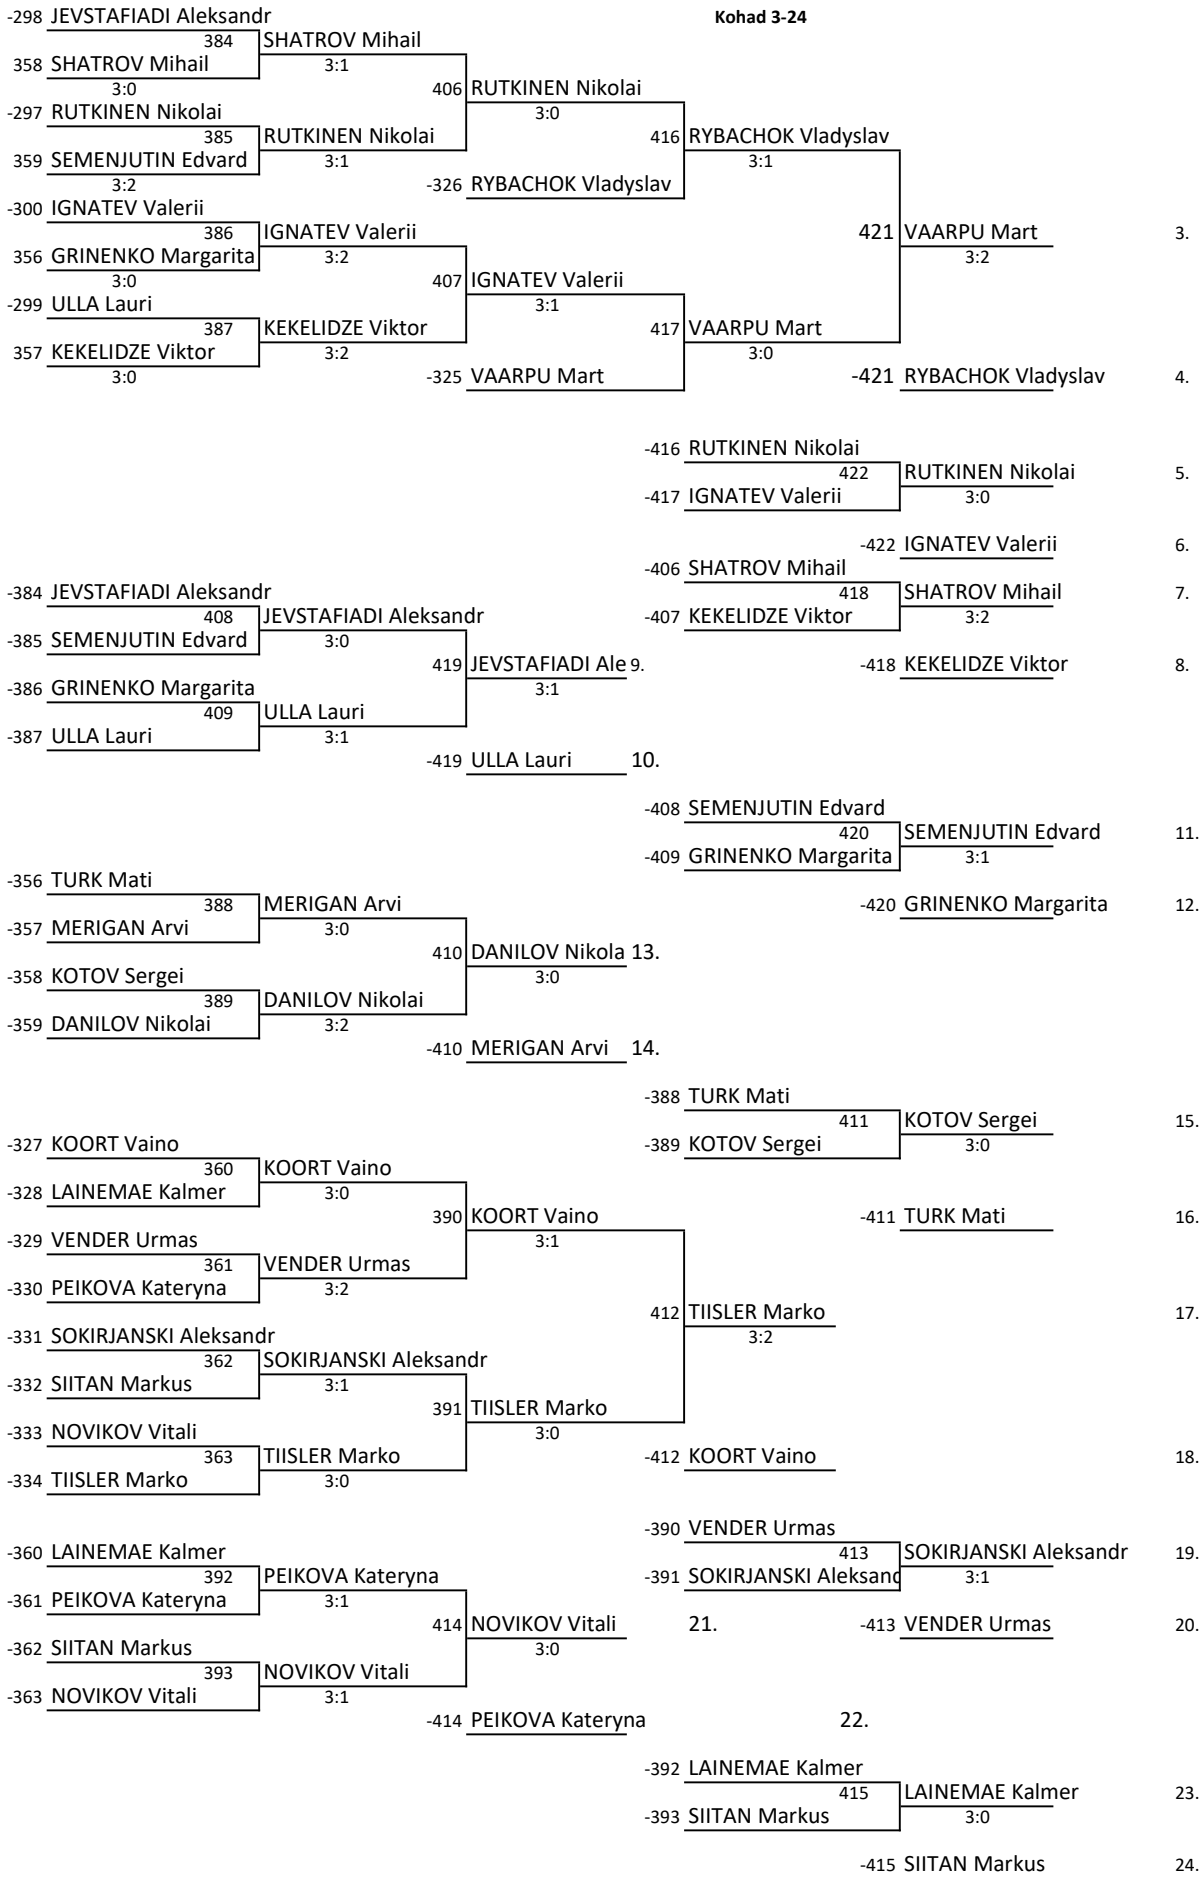 -298 JEVSTAFIADI Aleksandr Kohad 3-24
384 SHATROV Mihail
358 SHATROV Mihail 3:1
3:0 406 RUTKINEN Nikolai
-297 RUTKINEN Nikolai 3:0
385 RUTKINEN Nikolai 416 RYBACHOK Vladyslav
359 SEMENJUTIN Edvard 3:1 3:1
3:2 -326 RYBACHOK Vladyslav
-300 IGNATEV Valerii
386 IGNATEV Valerii 421 VAARPU Mart 3.
356 GRINENKO Margarita 3:2 3:2
3:0 407 IGNATEV Valerii
-299 ULLA Lauri 3:1
387 KEKELIDZE Viktor 417 VAARPU Mart
357 KEKELIDZE Viktor 3:2 3:0
3:0 -325 VAARPU Mart -421 RYBACHOK Vladyslav 4.
-416 RUTKINEN Nikolai
422 RUTKINEN Nikolai 5.
-417 IGNATEV Valerii 3:0
-422 IGNATEV Valerii 6.
-406 SHATROV Mihail
-384 JEVSTAFIADI Aleksandr 418 SHATROV Mihail 7.
408 JEVSTAFIADI Aleksandr -407 KEKELIDZE Viktor 3:2
-385 SEMENJUTIN Edvard 3:0
419 JEVSTAFIADI Ale 9. -418 KEKELIDZE Viktor 8.
-386 GRINENKO Margarita 3:1
409 ULLA Lauri
-387 ULLA Lauri 3:1
-419 ULLA Lauri 10.
-408 SEMENJUTIN Edvard
420 SEMENJUTIN Edvard 11.
-409 GRINENKO Margarita 3:1
-356 TURK Mati
388 MERIGAN Arvi -420 GRINENKO Margarita 12.
-357 MERIGAN Arvi 3:0
410 DANILOV Nikola 13.
-358 KOTOV Sergei 3:0
389 DANILOV Nikolai
-359 DANILOV Nikolai 3:2
-410 MERIGAN Arvi 14.
-388 TURK Mati
411 KOTOV Sergei 15.
-327 KOORT Vaino -389 KOTOV Sergei 3:0
360 KOORT Vaino
-328 LAINEMAE Kalmer 3:0
390 KOORT Vaino -411 TURK Mati 16.
-329 VENDER Urmas 3:1
361 VENDER Urmas
-330 PEIKOVA Kateryna 3:2
412 TIISLER Marko 17.
-331 SOKIRJANSKI Aleksandr 3:2
362 SOKIRJANSKI Aleksandr
-332 SIITAN Markus 3:1
391 TIISLER Marko
-333 NOVIKOV Vitali 3:0
363 TIISLER Marko -412 KOORT Vaino 18.
-334 TIISLER Marko 3:0
-390 VENDER Urmas
-360 LAINEMAE Kalmer 413 SOKIRJANSKI Aleksandr 19.
392 PEIKOVA Kateryna -391 SOKIRJANSKI Aleksand 3:1
-361 PEIKOVA Kateryna 3:1
414 NOVIKOV Vitali 21. -413 VENDER Urmas 20.
-362 SIITAN Markus 3:0
393 NOVIKOV Vitali
-363 NOVIKOV Vitali 3:1
-414 PEIKOVA Kateryna 22.
-392 LAINEMAE Kalmer
415 LAINEMAE Kalmer 23.
-393 SIITAN Markus 3:0
-415 SIITAN Markus 24.